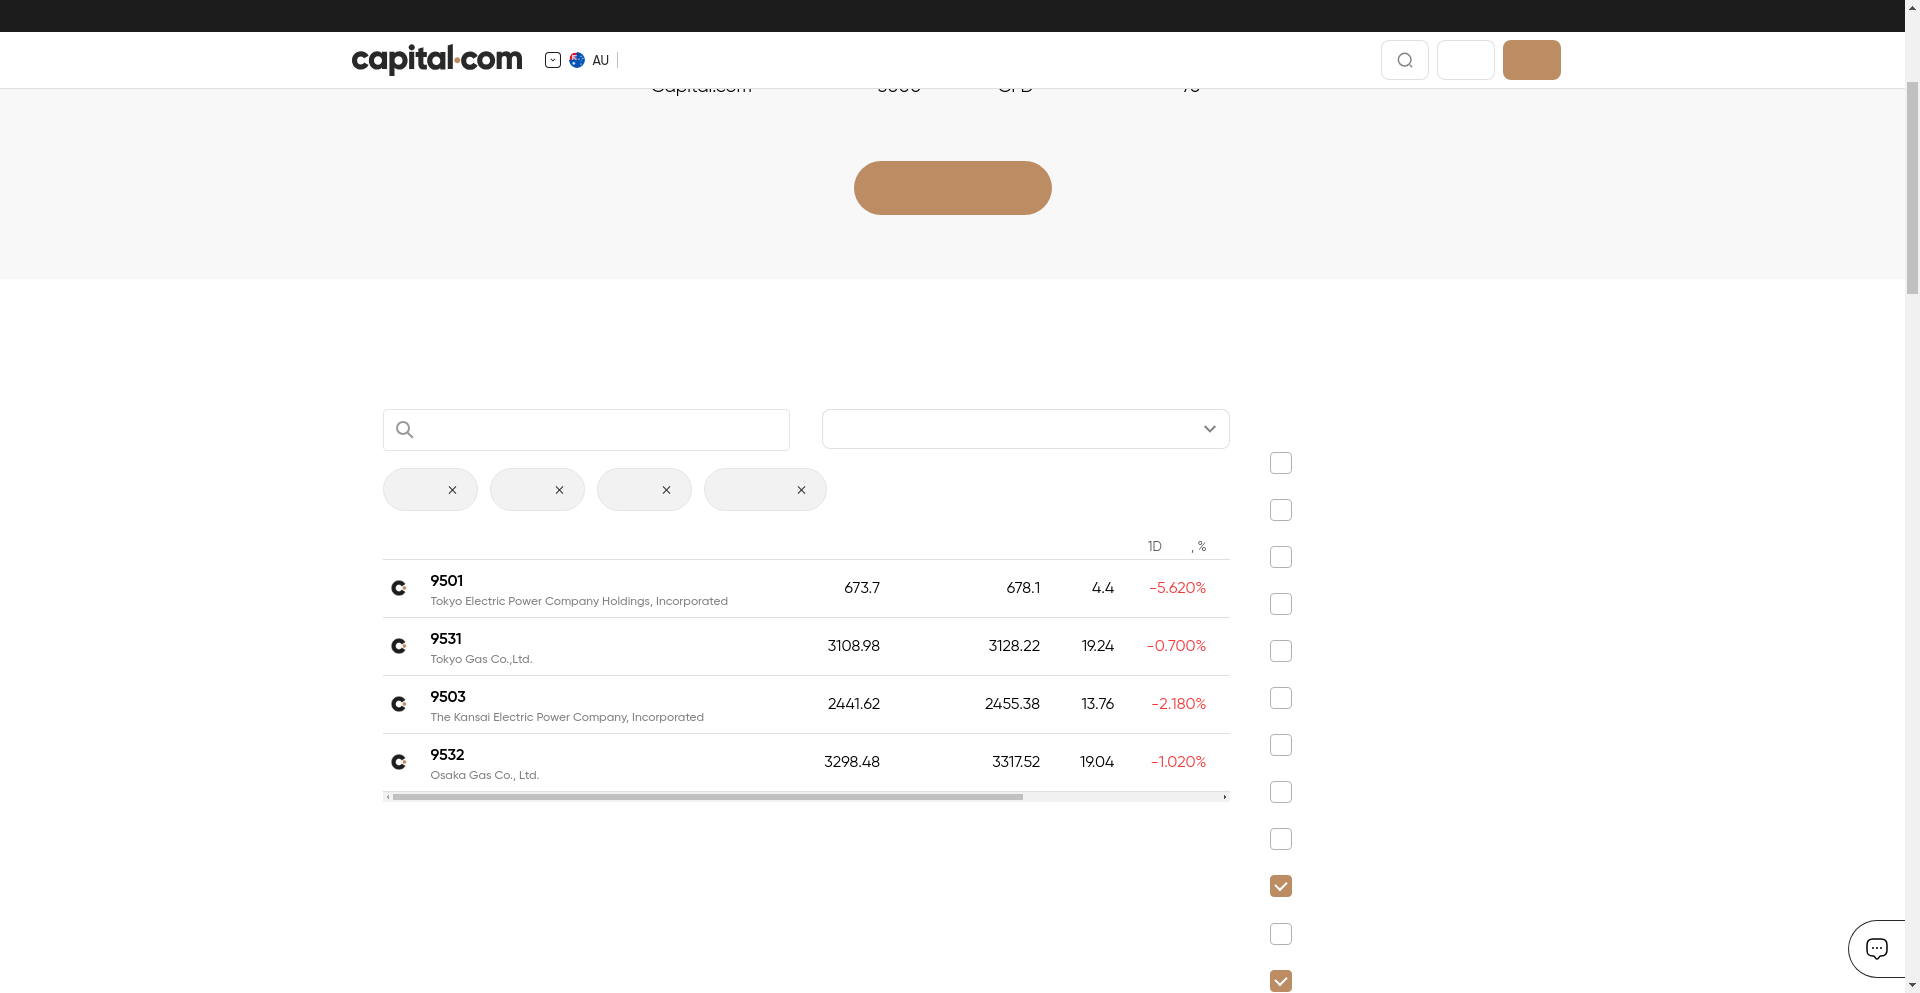 capital.com
AU
Capital.com 3000 CFD
1D , %
9501
Tokyo Electric Power Company Holdings, Incorporated
673.7 678.1 4.4 -5.620%
9531
Tokyo Gas Co.,Ltd.
3108.98 3128.22 19.24 -0.700%
9503
The Kansai Electric Power Company, Incorporated
2441.62 2455.38 13.76 -2.180%
9532
Osaka Gas Co., Ltd.
3298.48 3317.52 19.04 -1.020%